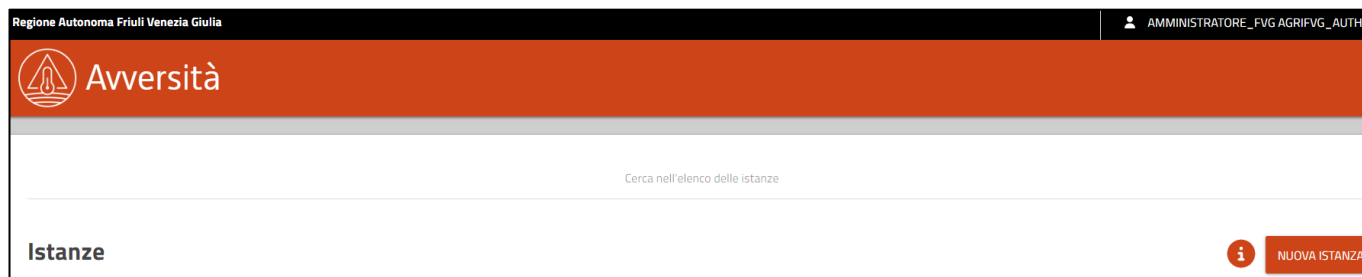 Regione Autonoma Friuli Venezia Giulia
AMMINISTRATORE_FVG AGRIFVG_AUTH
Avversità
Cerca nell'elenco delle istanze
Istanze
i
NUOVA ISTANZA